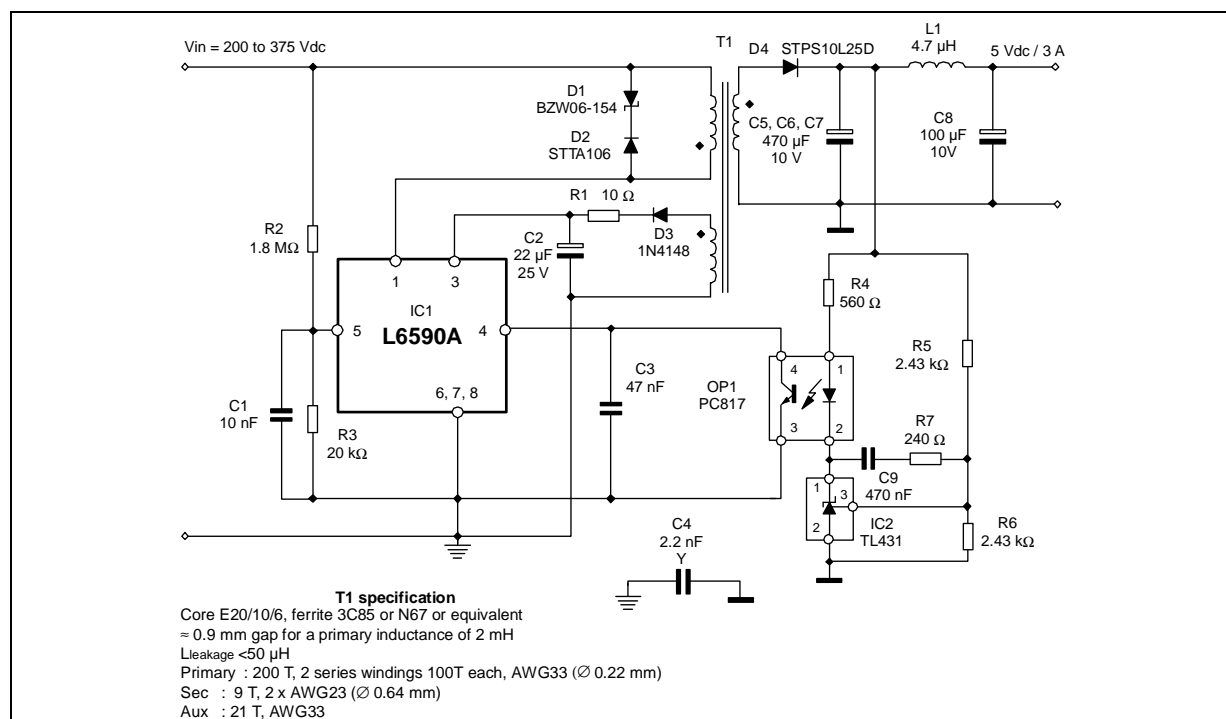 Vin = 200 to 375 Vdc
T1
D4 STPS10L25D
L1
4.7 µH
5 Vdc / 3 A
D1
BZW06-154
D2
STTA106
C5, C6, C7
470 µF
10 V
C8
100 µF
10V
R1 10 Ω
D3
1N4148
C2
22 µF
25 V
R2
1.8 MΩ
1
3
IC1
L6590A
5
4
6, 7, 8
R4
560 Ω
R5
2.43 kΩ
C3
47 nF
OP1
PC817
4
1
3
2
C1
10 nF
R3
20 kΩ
R7
240 Ω
C9
470 nF
1
3
2
IC2
TL431
R6
2.43 kΩ
C4
2.2 nF
Y
T1 specification
Core E20/10/6, ferrite 3C85 or N67 or equivalent
≈ 0.9 mm gap for a primary inductance of 2 mH
Lleakage <50 µH
Primary : 200 T, 2 series windings 100T each, AWG33 (∅ 0.22 mm)
Sec : 9 T, 2 x AWG23 (∅ 0.64 mm)
Aux : 21 T, AWG33